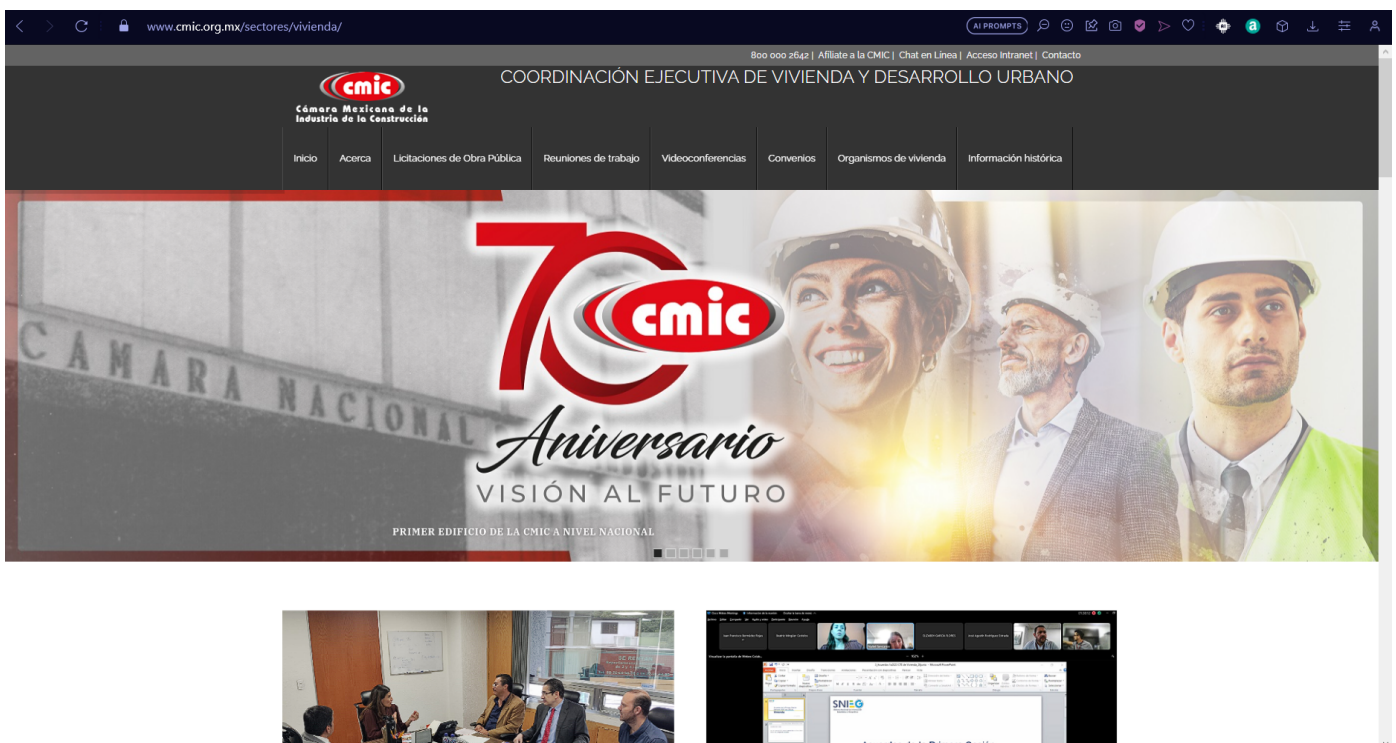 www.cmic.org.mx/sectores/vivienda/
AI PROMPTS
800 000 2642 | Afíliate a la CMIC | Chat en Línea | Acceso Intranet | Contacto
cmic
Cámara Mexicana de la
Industria de la Construcción
COORDINACIÓN EJECUTIVA DE VIVIENDA Y DESARROLLO URBANO
Inicio Acerca Licitaciones de Obra Pública Reuniones de trabajo Videoconferencias Convenios Organismos de vivienda Información histórica
CAMARA NACIONAL
70 cmic
Aniversario
VISIÓN AL FUTURO
PRIMER EDIFICIO DE LA CMIC A NIVEL NACIONAL
SNIEG